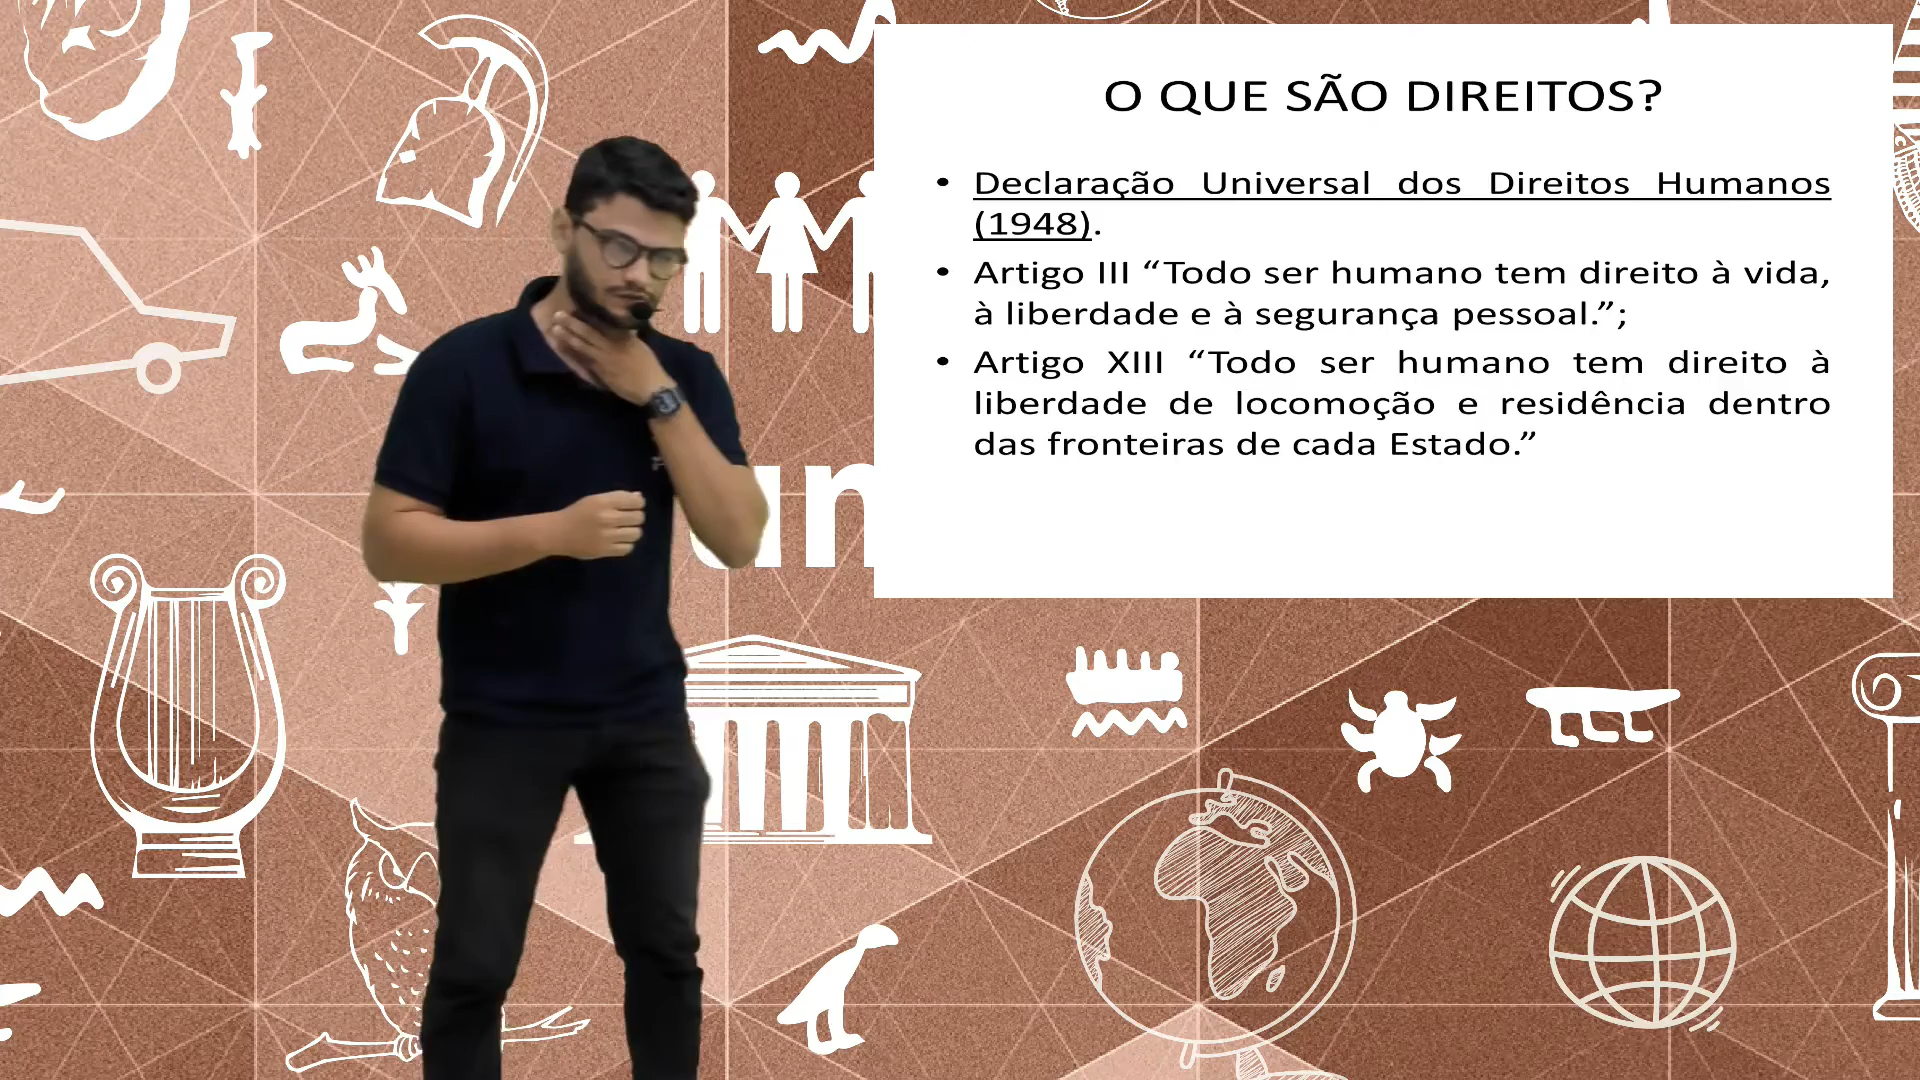 O QUE SÃO DIREITOS?
• Declaração Universal dos Direitos Humanos
(1948).
• Artigo III “Todo ser humano tem direito à vida,
à liberdade e à segurança pessoal.”;
• Artigo XIII “Todo ser humano tem direito à
liberdade de locomoção e residência dentro
das fronteiras de cada Estado.”